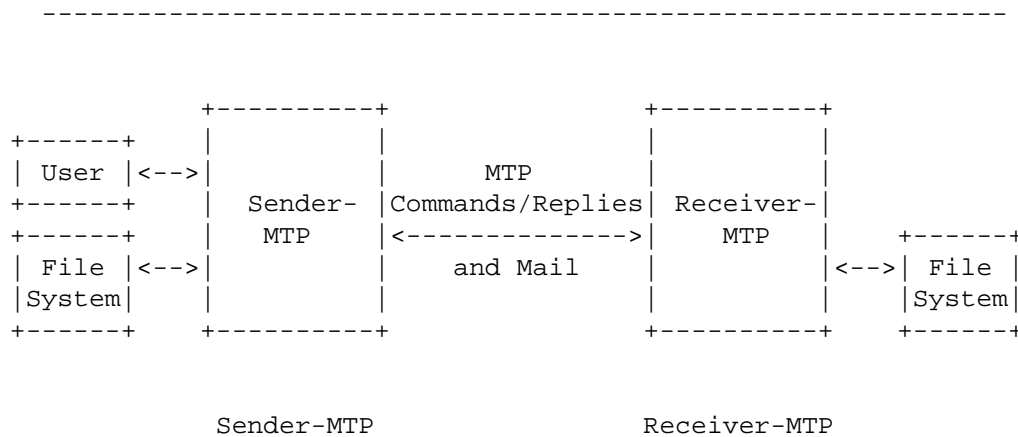 -------------------------------------------------------------
+----------+ +----------+
+------+ | | | |
| User |<-->| | MTP | |
+------+ | Sender- |Commands/Replies| Receiver-|
+------+ | MTP |<-------------->| MTP | +------+
| File |<-->| | and Mail | |<-->| File |
|System| | | | | |System|
+------+ +----------+ +----------+ +------+
Sender-MTP Receiver-MTP